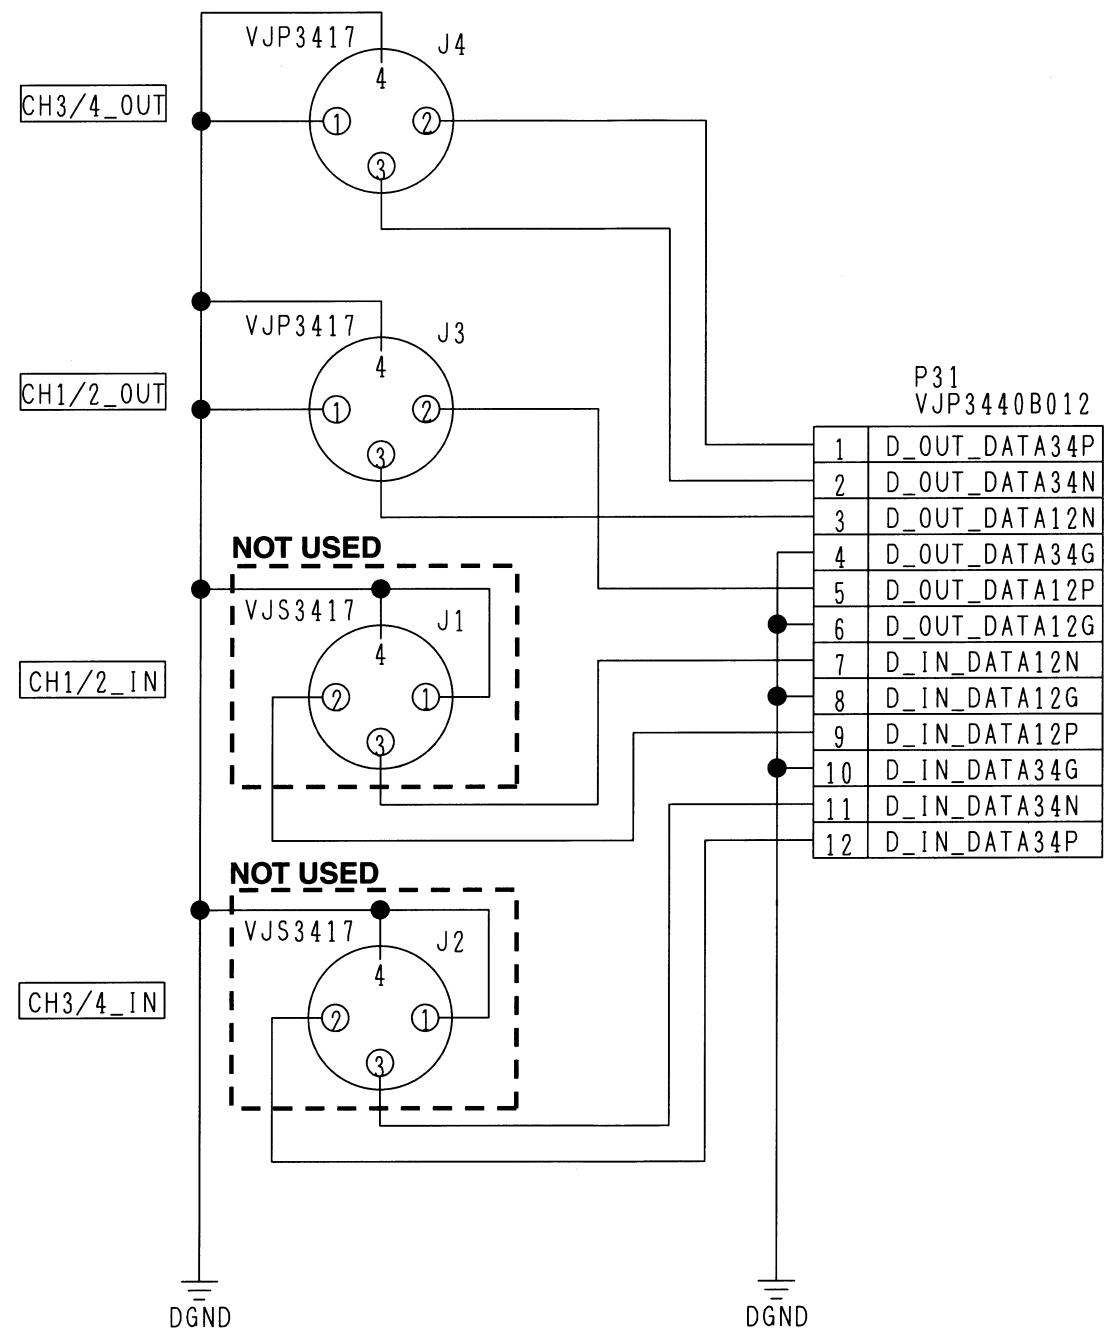 VJP3417
J4
4
CH3/4_OUT
1
2
3
VJP3417
J3
4
CH1/2_OUT
1
2
3
P31
VJP3440B012
1 D_OUT_DATA34P
2 D_OUT_DATA34N
3 D_OUT_DATA12N
4 D_OUT_DATA34G
5 D_OUT_DATA12P
6 D_OUT_DATA12G
7 D_IN_DATA12N
8 D_IN_DATA12G
9 D_IN_DATA12P
10 D_IN_DATA34G
11 D_IN_DATA34N
12 D_IN_DATA34P
NOT USED
VJS3417
J1
4
CH1/2_IN
2
1
3
NOT USED
VJS3417
J2
4
CH3/4_IN
2
1
3
DGND
DGND